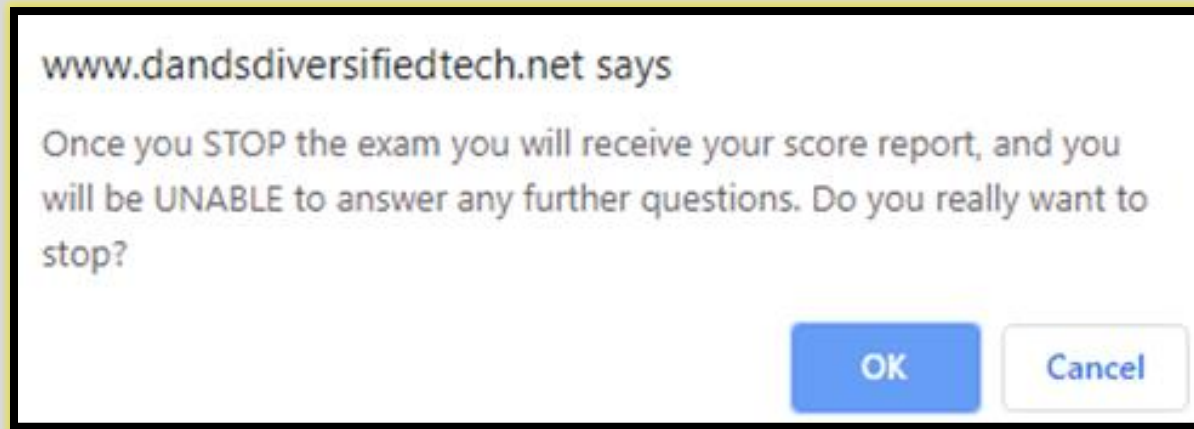 www.dandsdiversifiedtech.net says
Once you STOP the exam you will receive your score report, and you
will be UNABLE to answer any further questions. Do you really want to
stop?
OK Cancel